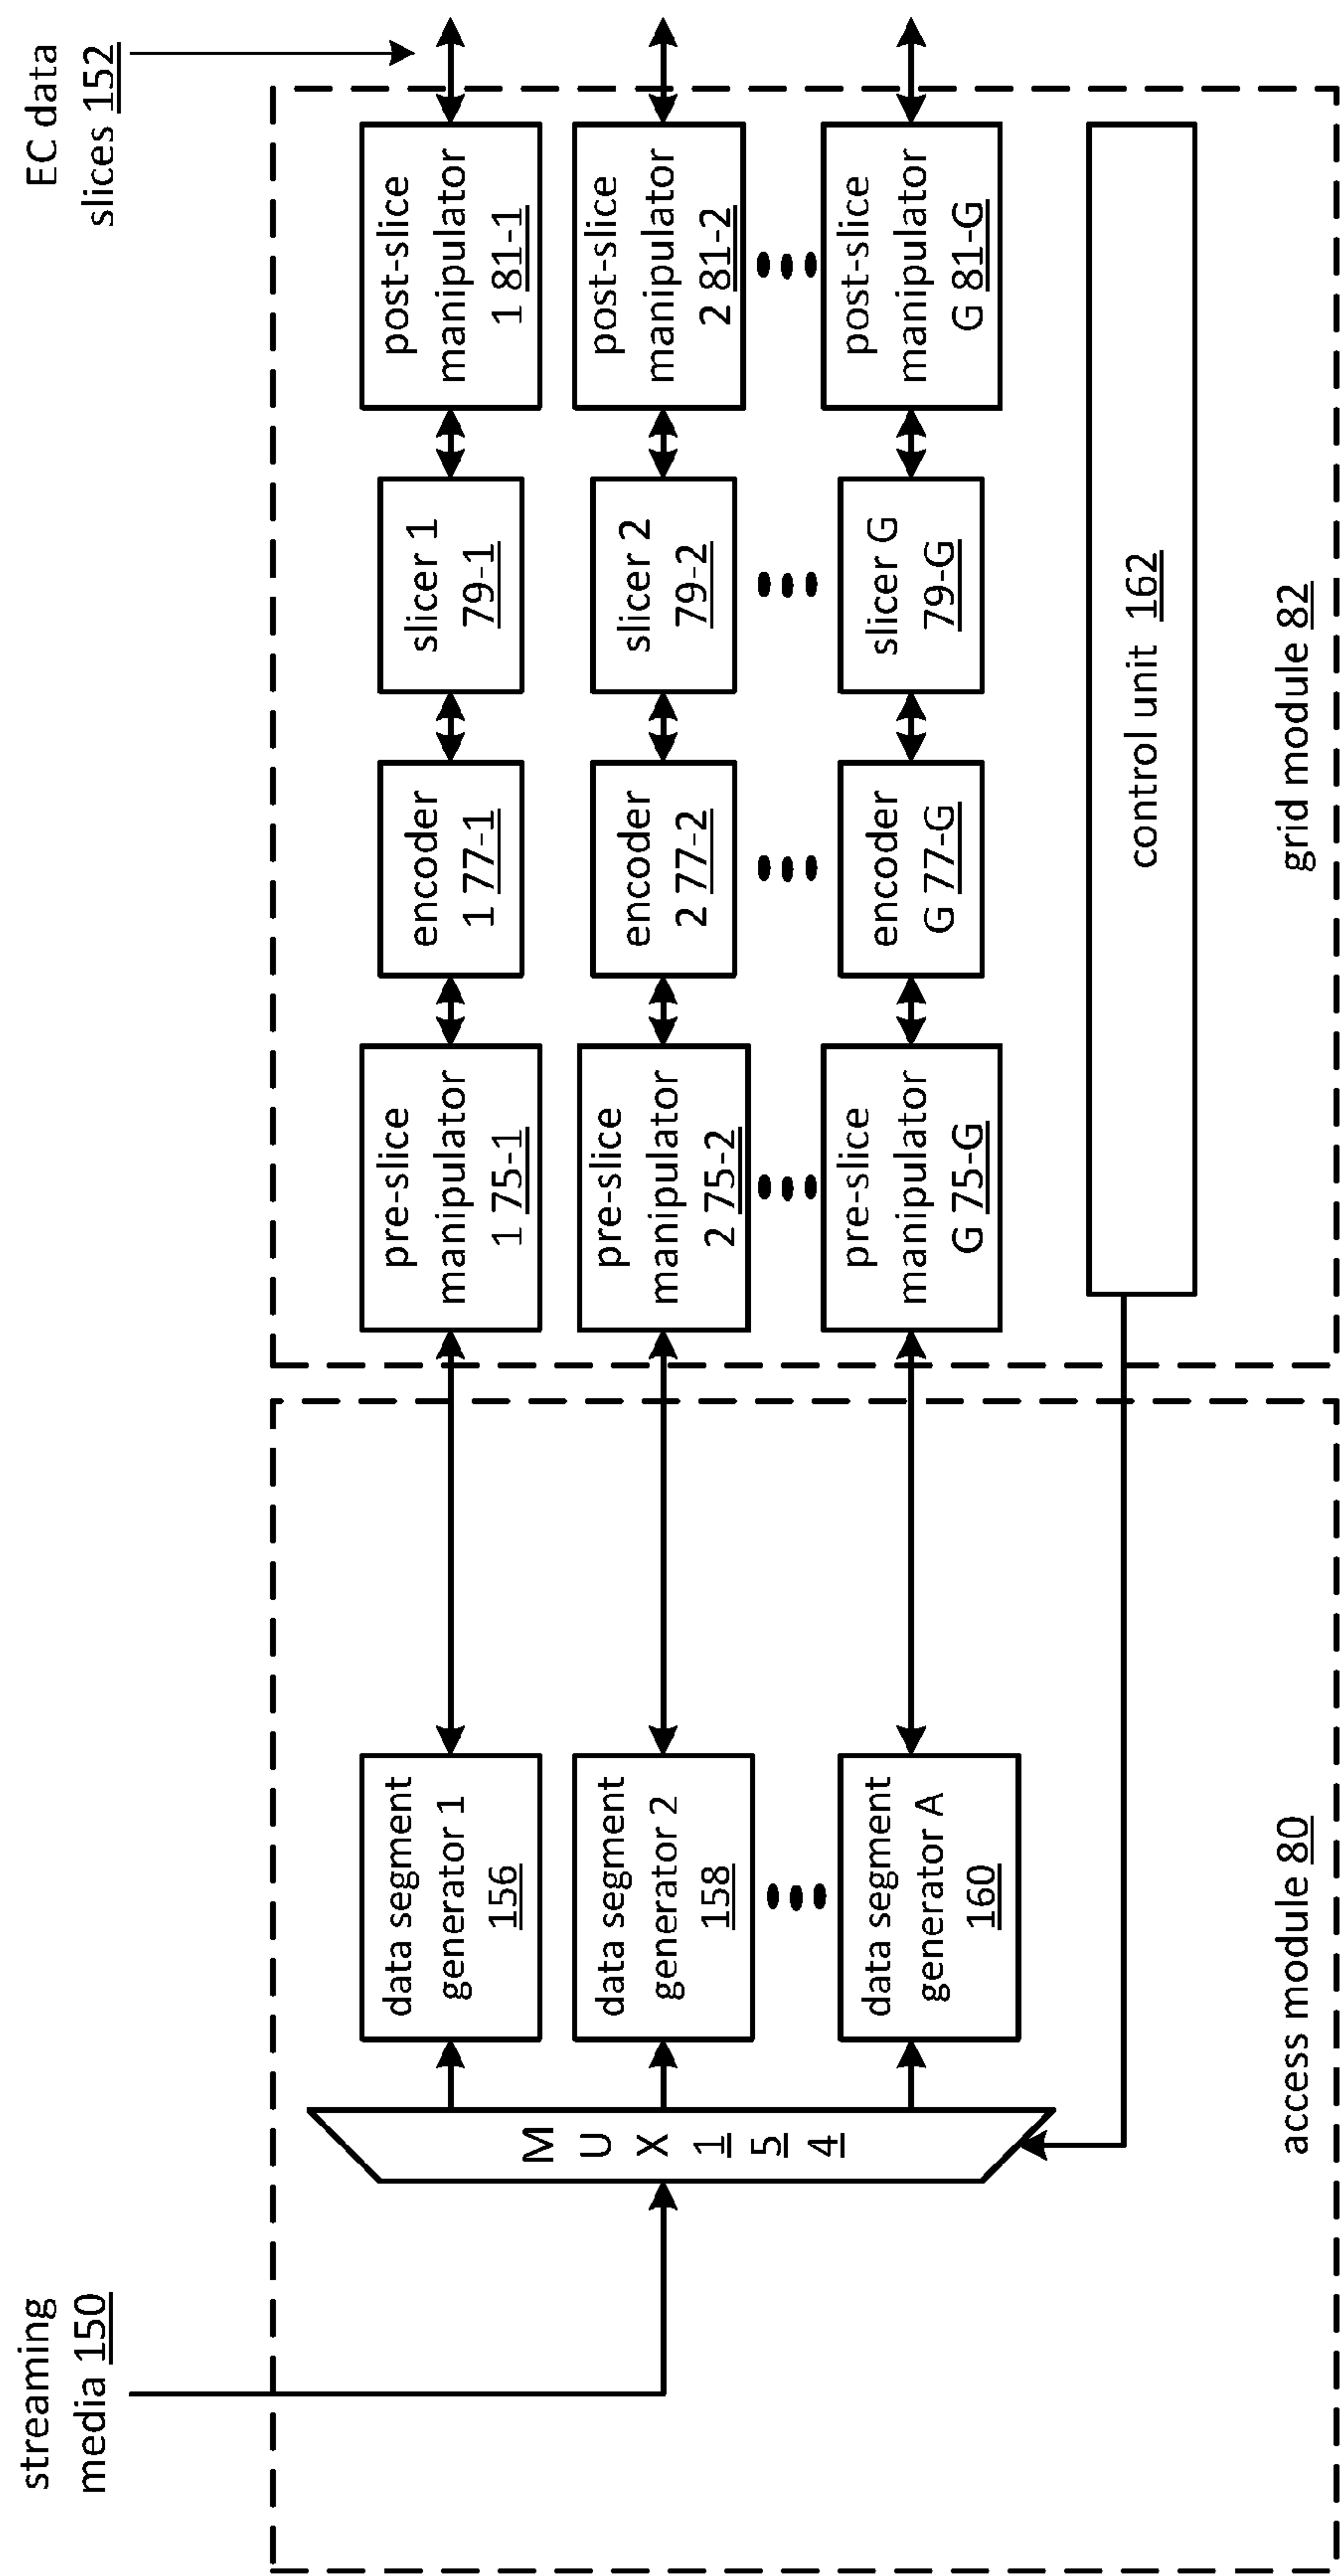 streaming
media 150
EC data
slices 152
MUX154
data segment
generator 1
156
pre-slice
manipulator
1 75-1
encoder
1 77-1
slicer 1
79-1
post-slice
manipulator
1 81-1
data segment
generator 2
158
pre-slice
manipulator
2 75-2
encoder
2 77-2
slicer 2
79-2
post-slice
manipulator
2 81-2
data segment
generator A
160
pre-slice
manipulator
G 75-G
encoder
G 77-G
slicer G
79-G
post-slice
manipulator
G 81-G
control unit 162
access module 80
grid module 82